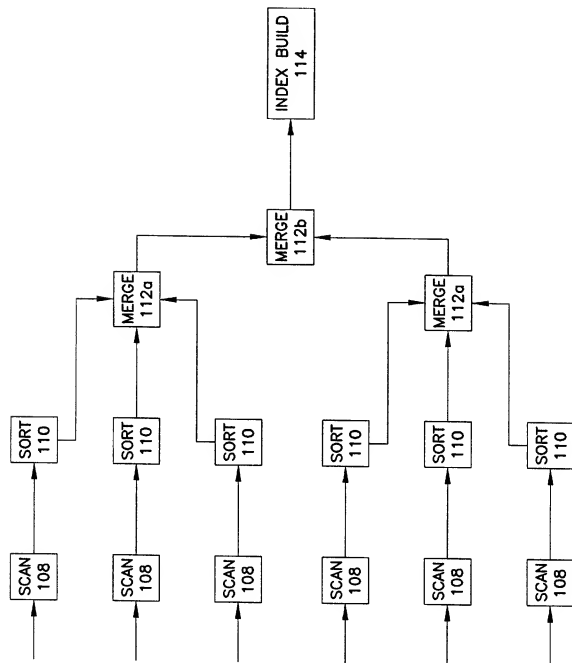 SCAN
108
SORT
110
SCAN
108
SORT
110
MERGE
112a
SCAN
108
SORT
110
MERGE
112b
INDEX BUILD
114
SCAN
108
SORT
110
SCAN
108
SORT
110
MERGE
112a
SCAN
108
SORT
110